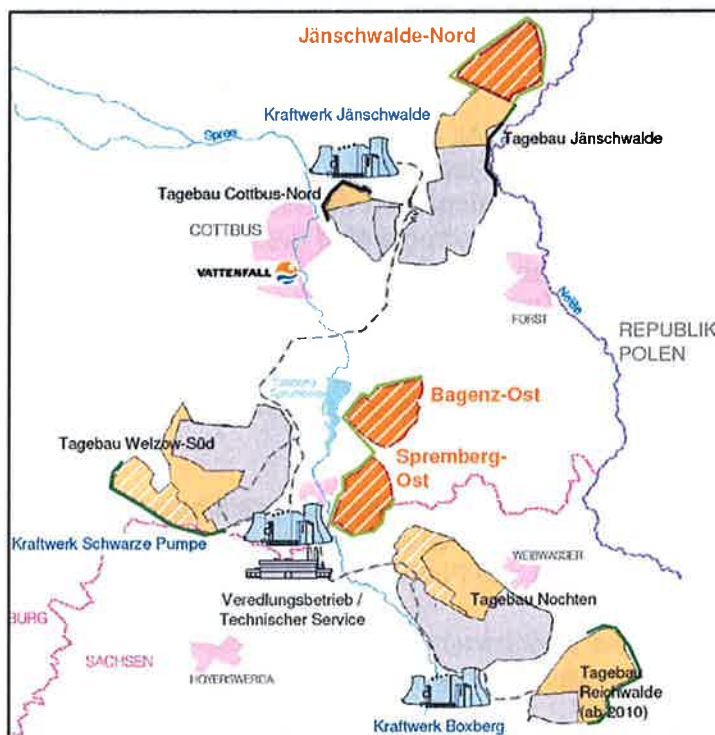 Jänschwalde-Nord
Kraftwerk Jänschwalde
Spree
Tagebau Jänschwalde
Tagebau Cottbus-Nord
COTTBUS
VATTENFALL
Neiße
FORST
REPUBLIK
POLEN
Talsperre
Spremberg
Bagenz-Ost
Tagebau Welzow-Süd
Spremberg-
Ost
Kraftwerk Schwarze Pumpe
WEIßWASSER
Veredlungsbetrieb /
Technischer Service
Tagebau Nochten
BURG
SACHSEN
HOYERSWERDA
Tagebau
Reichwalde
(ab 2010)
Kraftwerk Boxberg